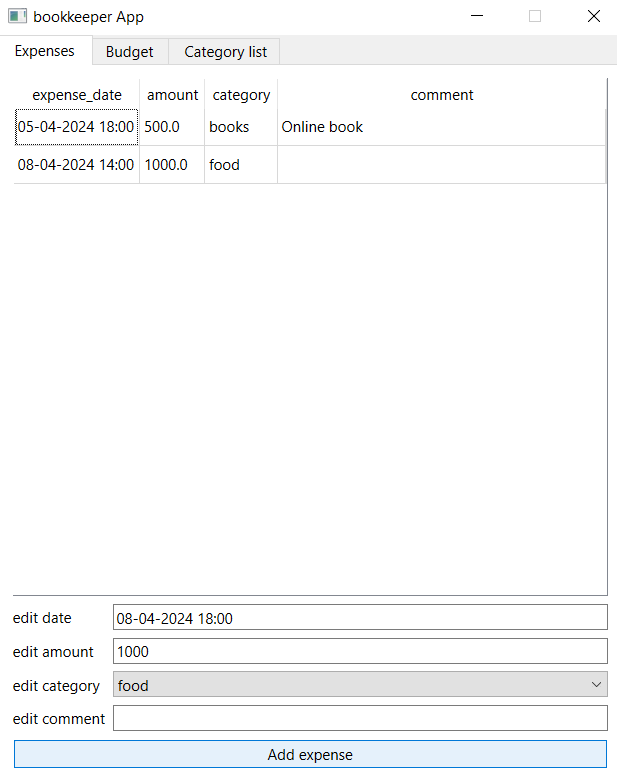 bookkeeper App
Expenses Budget Category list
expense_date amount category comment
05-04-2024 18:00 500.0 books Online book
08-04-2024 14:00 1000.0 food
edit date 08-04-2024 18:00
edit amount 1000
edit category food
edit comment
Add expense